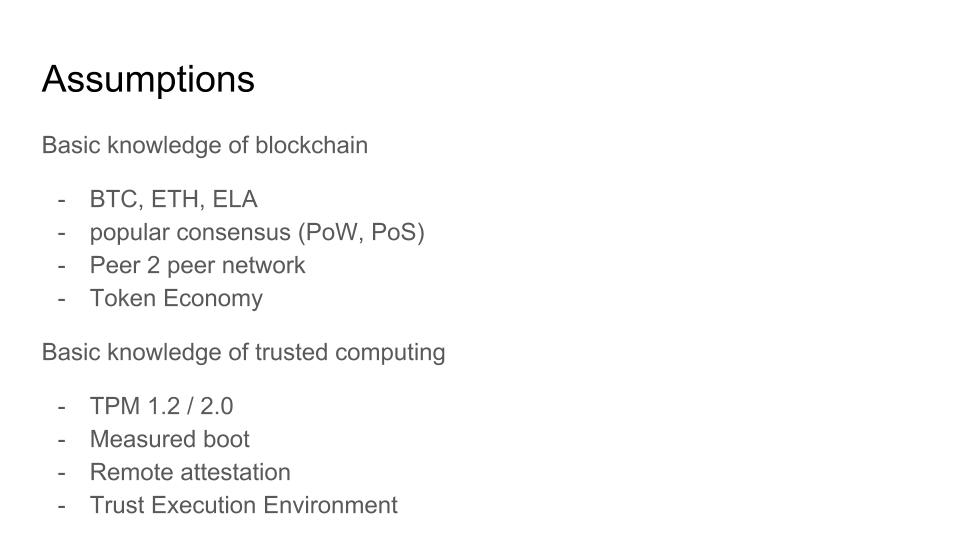 Assumptions
Basic knowledge of blockchain
- BTC, ETH, ELA
- popular consensus (PoW, PoS)
- Peer 2 peer network
- Token Economy
Basic knowledge of trusted computing
- TPM 1.2 / 2.0
- Measured boot
- Remote attestation
- Trust Execution Environment